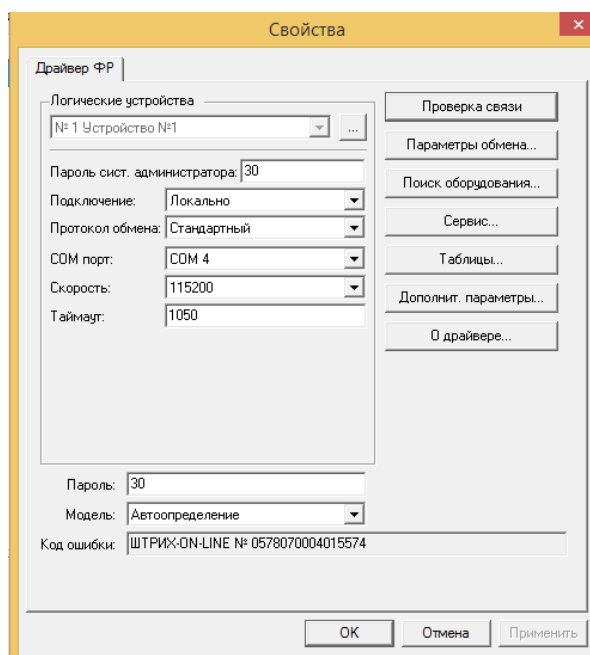 Свойства
Драйвер ФР
Логические устройства
№ 1 Устройство №1
...
Пароль сист. администратора: 30
Подключение: Локально
Протокол обмена: Стандартный
COM порт: COM 4
Скорость: 115200
Таймаут: 1050
Проверка связи
Параметры обмена...
Поиск оборудования...
Сервис...
Таблицы...
Дополнит. параметры...
О драйвере...
Пароль: 30
Модель: Автоопределение
Код ошибки: ШТРИХ-ON-LINE № 0578070004015574
OK Отмена Применить